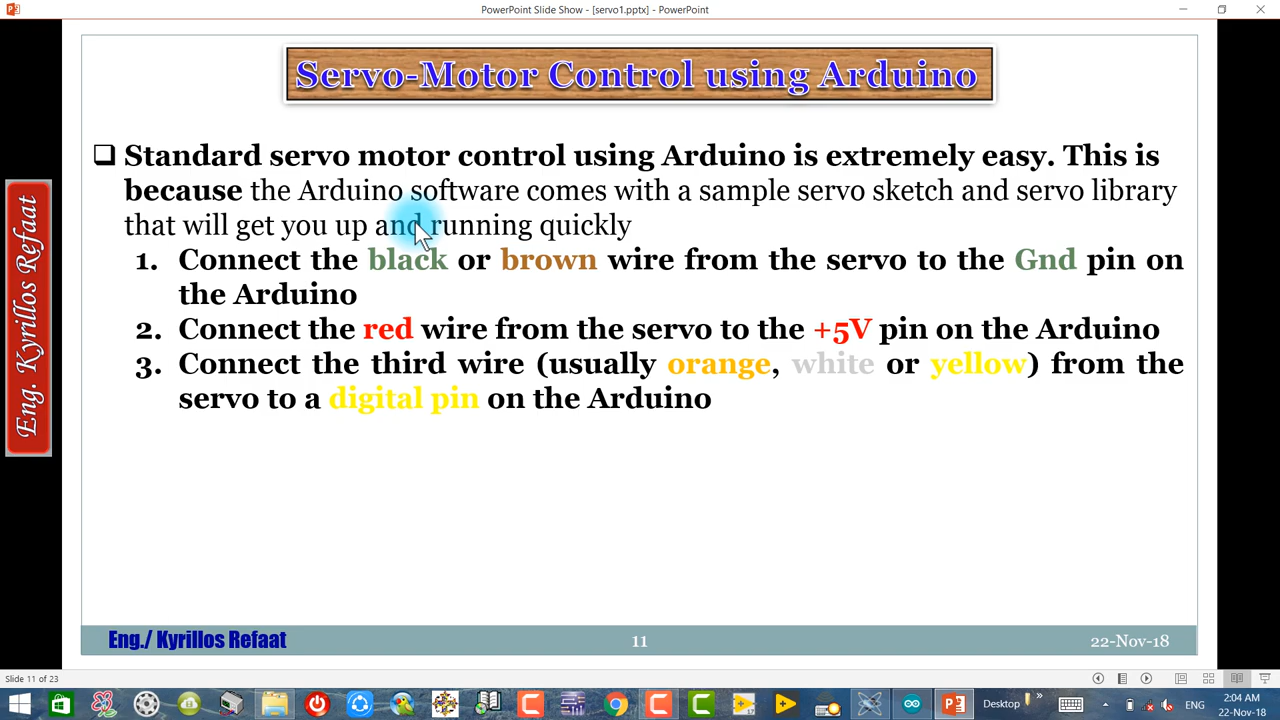 PowerPoint Slide Show - [servo1.pptx] - PowerPoint
Servo-Motor Control using Arduino
Standard servo motor control using Arduino is extremely easy. This is
because the Arduino software comes with a sample servo sketch and servo library
that will get you up and running quickly
1. Connect the black or brown wire from the servo to the Gnd pin on
the Arduino
2. Connect the red wire from the servo to the +5V pin on the Arduino
3. Connect the third wire (usually orange, white or yellow) from the
servo to a digital pin on the Arduino
Eng. Kyrillos Refaat
Eng./ Kyrillos Refaat
11
22-Nov-18
Slide 11 of 23
Desktop
ENG
2:04 AM
22-Nov-18